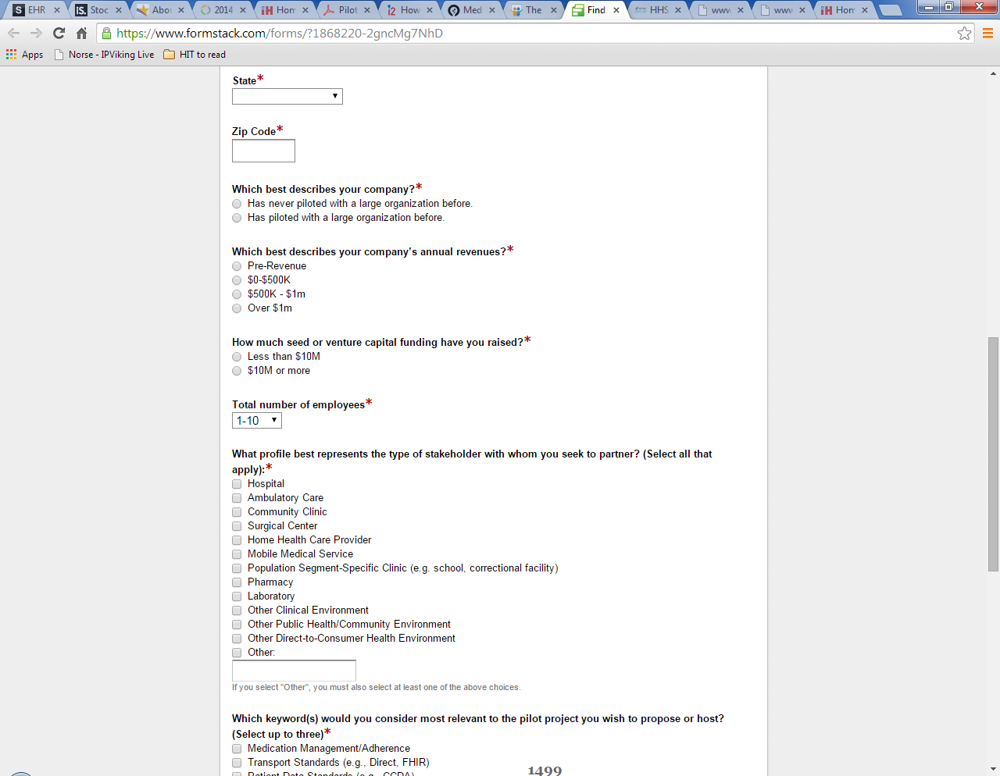 EHR
Stoc
Abou
2014
Hom
Pilot
How
Med
The
Find
HHS
www
www
Hom
https://www.formstack.com/forms/?1868220-2gncMg7NhD
Apps Norse - IPViking Live HIT to read
State*
Zip Code*
Which best describes your company?*
Has never piloted with a large organization before.
Has piloted with a large organization before.
Which best describes your company’s annual revenues?*
Pre-Revenue
$0-$500K
$500K - $1m
Over $1m
How much seed or venture capital funding have you raised?*
Less than $10M
$10M or more
Total number of employees*
1-10
What profile best represents the type of stakeholder with whom you seek to partner? (Select all that
apply):*
Hospital
Ambulatory Care
Community Clinic
Surgical Center
Home Health Care Provider
Mobile Medical Service
Population Segment-Specific Clinic (e.g. school, correctional facility)
Pharmacy
Laboratory
Other Clinical Environment
Other Public Health/Community Environment
Other Direct-to-Consumer Health Environment
Other:
If you select "Other", you must also select at least one of the above choices.
Which keyword(s) would you consider most relevant to the pilot project you wish to propose or host?
(Select up to three)*
Medication Management/Adherence
Transport Standards (e.g., Direct, FHIR)
Patient Data Standards (e.g., CCDA)
1499